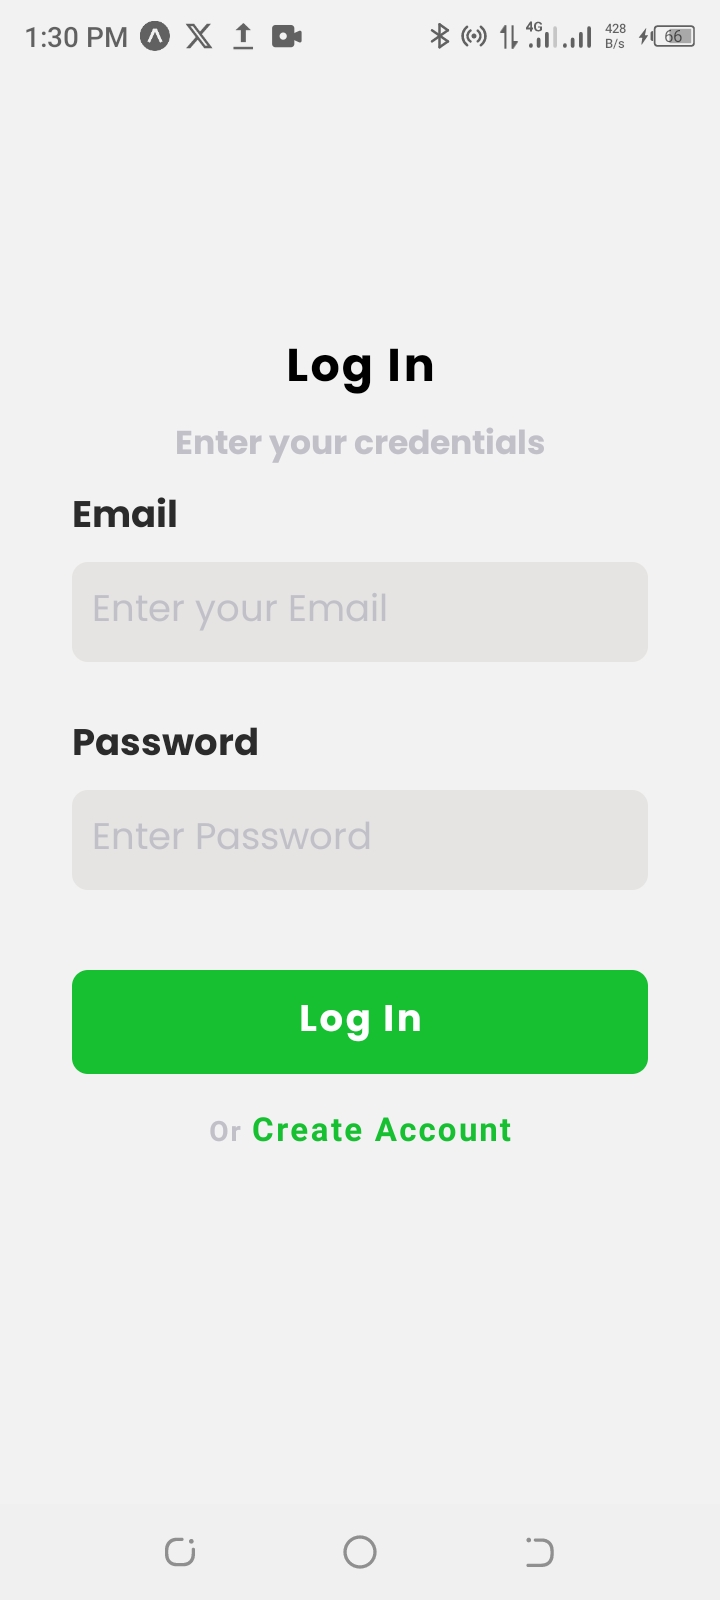 1:30 PM 4G 428 B/s 66
Log In
Enter your credentials
Email
Enter your Email
Password
Enter Password
Log In
Or Create Account